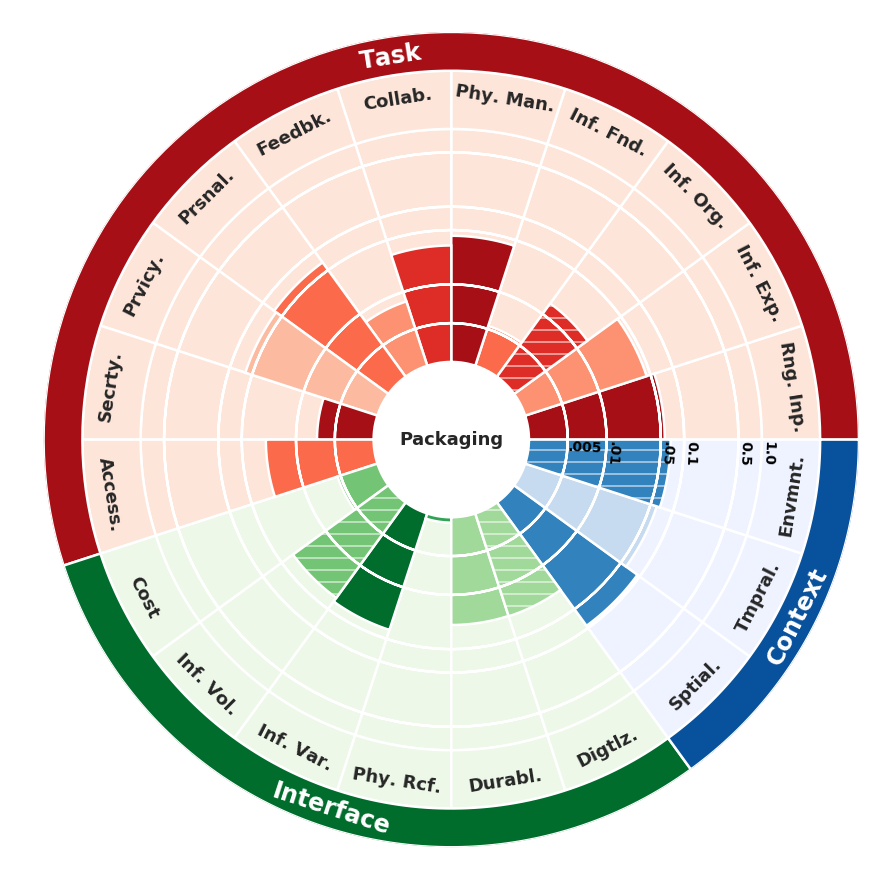 Task
Collab.
Phy. Man.
Feedbk.
Inf. Fnd.
Prsnal.
Inf. Org.
Prvicy.
Inf. Exp.
Secrty.
Rng. Inp.
Packaging
.005
.01
.05
0.1
0.5
1.0
Access.
Envmnt.
Cost
Tmpral.
Context
Inf. Vol.
Sptial.
Inf. Var.
Digtlz.
Phy. Rcf.
Durabl.
Interface